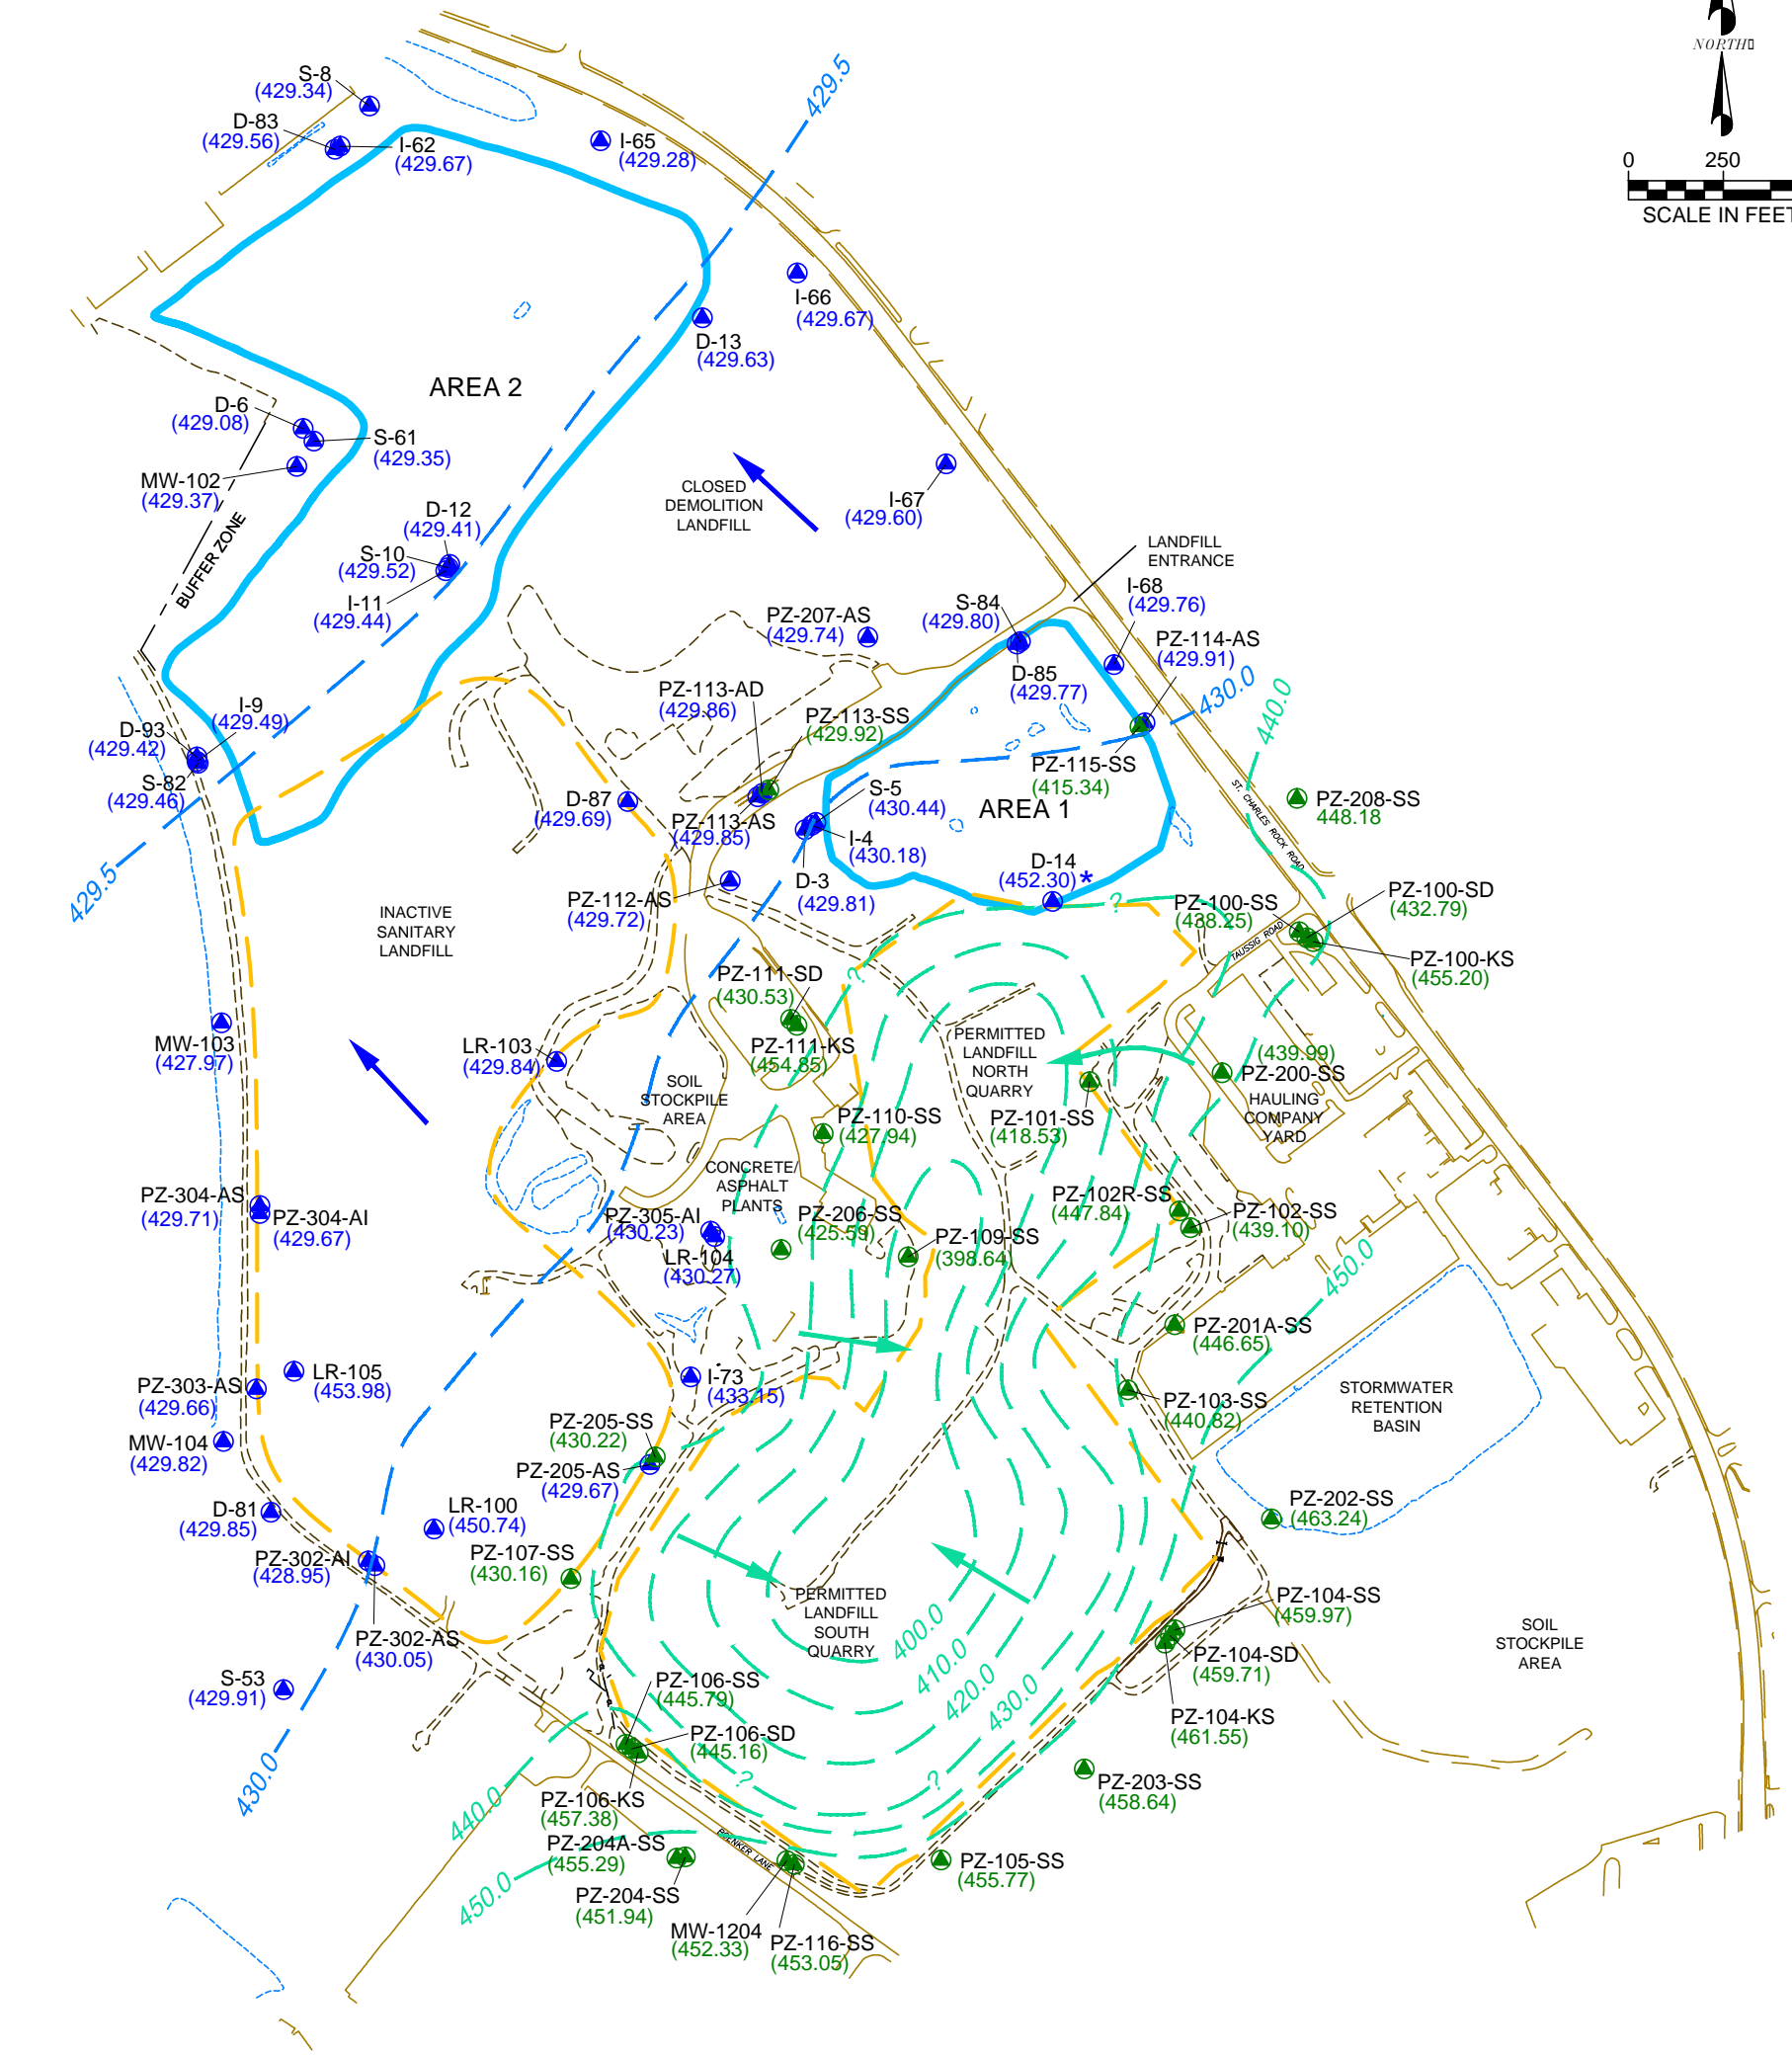 NORTH
0 250
SCALE IN FEET
429.5
S-8
(429.34)
D-83
(429.56)
I-62
(429.67)
I-65
(429.28)
I-66
(429.67)
D-13
(429.63)
AREA 2
D-6
(429.08)
S-61
(429.35)
MW-102
(429.37)
BUFFER ZONE
D-12
(429.41)
S-10
(429.52)
I-11
(429.44)
CLOSED
DEMOLITION
LANDFILL
I-67
(429.60)
LANDFILL
ENTRANCE
I-68
(429.76)
S-84
(429.80)
PZ-207-AS
(429.74)
PZ-114-AS
(429.91)
D-85
(429.77)
430.0
440.0
PZ-113-AD
(429.86)
PZ-113-SS
(429.92)
I-9
(429.49)
D-93
(429.42)
S-82
(429.46)
429.5
PZ-115-SS
(415.34)
ST. CHARLES ROCK ROAD
PZ-208-SS
448.18
D-87
(429.69)
PZ-113-AS
(429.85)
S-5
(430.44)
AREA 1
I-4
(430.18)
D-14
(452.30)*
D-3
(429.81)
PZ-112-AS
(429.72)
INACTIVE
SANITARY
LANDFILL
?
PZ-100-SS
(438.25)
PZ-100-SD
(432.79)
TAUSSIG ROAD
PZ-100-KS
(455.20)
?
PZ-111-SD
(430.53)
PZ-111-KS
(454.85)
MW-103
(427.97)
LR-103
(429.84)
SOIL
STOCKPILE
AREA
PERMITTED
LANDFILL
NORTH
QUARRY
(439.99)
PZ-200-SS
HAULING
COMPANY
YARD
PZ-101-SS
(418.53)
PZ-110-SS
(427.94)
CONCRETE/
ASPHALT
PLANTS
PZ-304-AS
(429.71)
PZ-304-AI
(429.67)
PZ-305-AI
(430.23)
LR-104
(430.27)
PZ-206-SS
(425.59)
PZ-109-SS
(398.64)
PZ-102R-SS
(447.84)
PZ-102-SS
(439.10)
450.0
PZ-201A-SS
(446.65)
LR-105
(453.98)
PZ-303-AS
(429.66)
I-73
(433.15)
PZ-103-SS
(440.82)
STORMWATER
RETENTION
BASIN
MW-104
(429.82)
PZ-205-SS
(430.22)
PZ-205-AS
(429.67)
D-81
(429.85)
LR-100
(450.74)
PZ-202-SS
(463.24)
PZ-302-AI
(428.95)
PZ-107-SS
(430.16)
PERMITTED
LANDFILL
SOUTH
QUARRY
400.0
410.0
420.0
430.0
PZ-104-SS
(459.97)
PZ-104-SD
(459.71)
SOIL
STOCKPILE
AREA
PZ-302-AS
(430.05)
S-53
(429.91)
PZ-106-SS
(445.79)
PZ-106-SD
(445.16)
PZ-104-KS
(461.55)
430.0
?
?
PZ-203-SS
(458.64)
440.0
PZ-106-KS
(457.38)
BOENKER LANE
PZ-204A-SS
(455.29)
PZ-105-SS
(455.77)
450.0
PZ-204-SS
(451.94)
MW-1204
(452.33)
PZ-116-SS
(453.05)